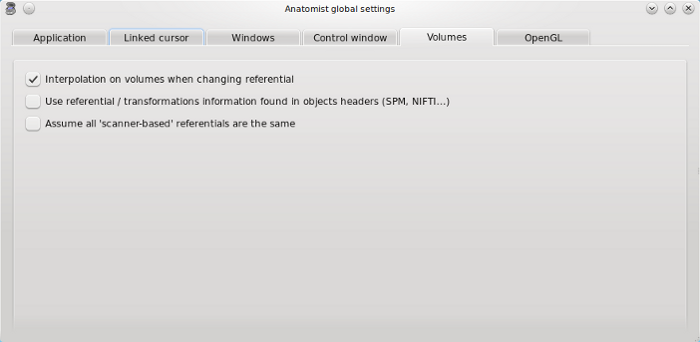 Anatomist global settings
Application Linked cursor Windows Control window Volumes OpenGL
Interpolation on volumes when changing referential
Use referential / transformations information found in objects headers (SPM, NIFTI...)
Assume all 'scanner-based' referentials are the same